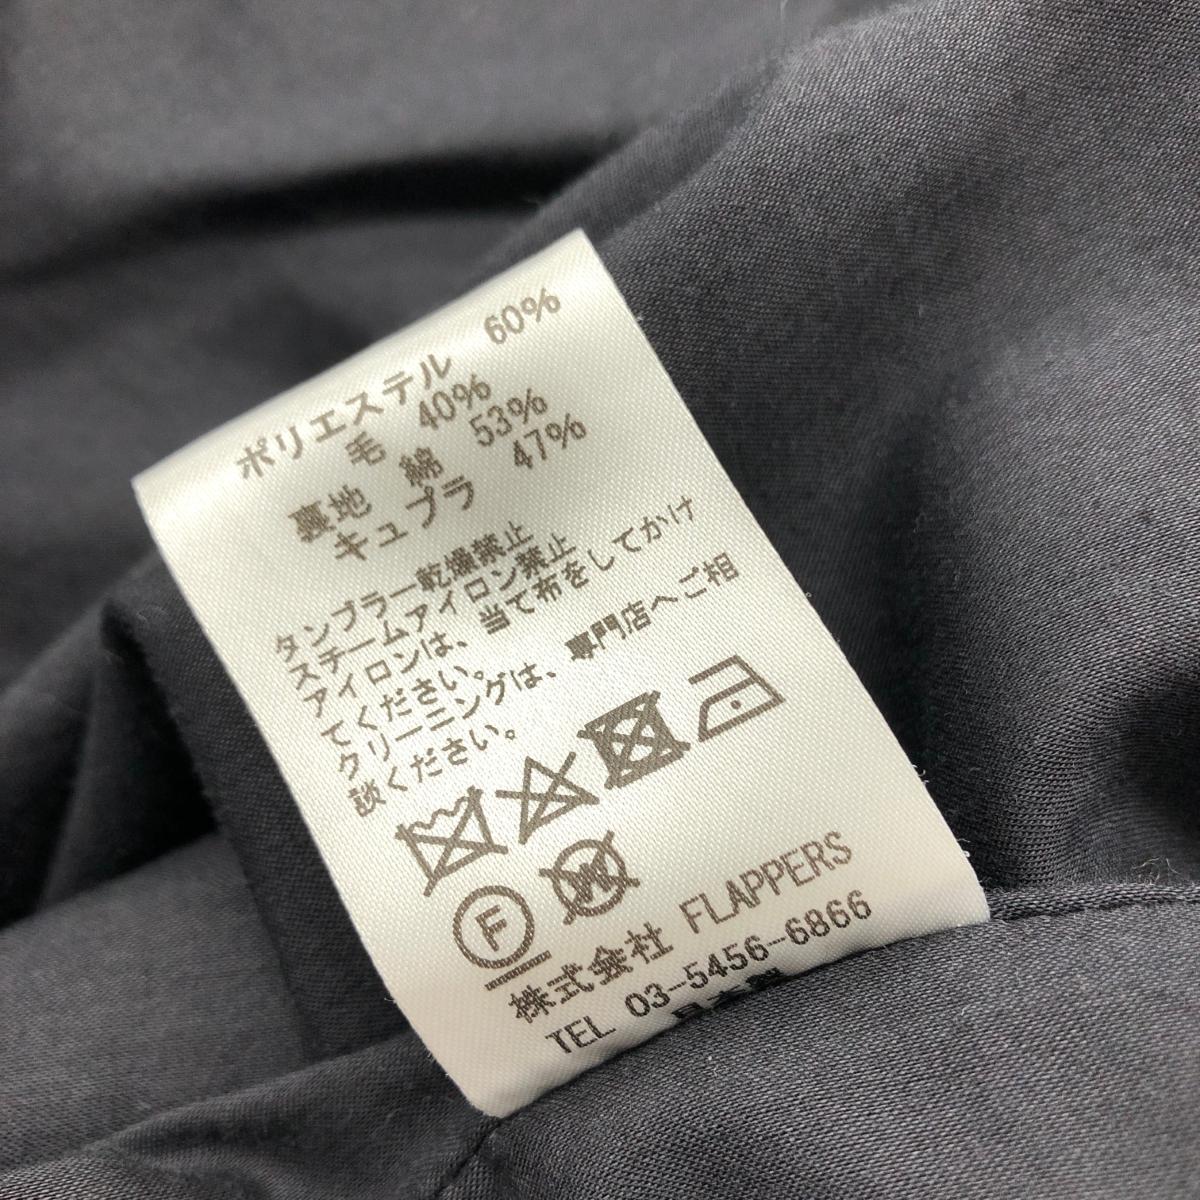 ポリエステル 60%
毛 40%
裏地 綿 53%
キュプラ 47%
タンブラー乾燥禁止
スチームアイロン禁止
アイロンは、当て布をしてかけ
てください。
クリーニングは、専門店へご相
談ください。
F W
株式会社 FLAPPERS
TEL 03-5456-6866
日本製